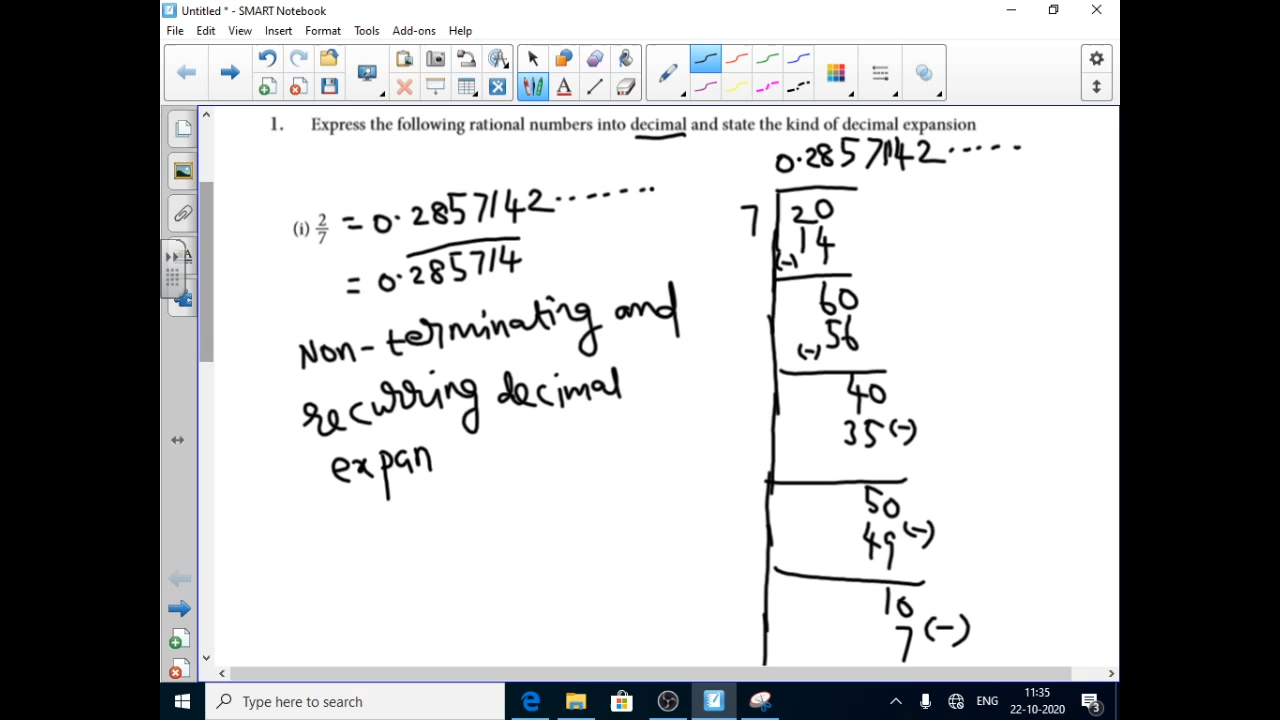 Untitled * - SMART Notebook
File Edit View Insert Format Tools Add-ons Help
1. Express the following rational numbers into decimal and state the kind of decimal expansion
(i) 2/7 = 0.2857142.......
= 0.285714
Non-terminating and
recurring decimal
expan
0.2857142.....
7 20
(-) 14
60
(-) 56
40
35 (-)
50
49 (-)
10
7 (-)
Type here to search
ENG
11:35
22-10-2020
3